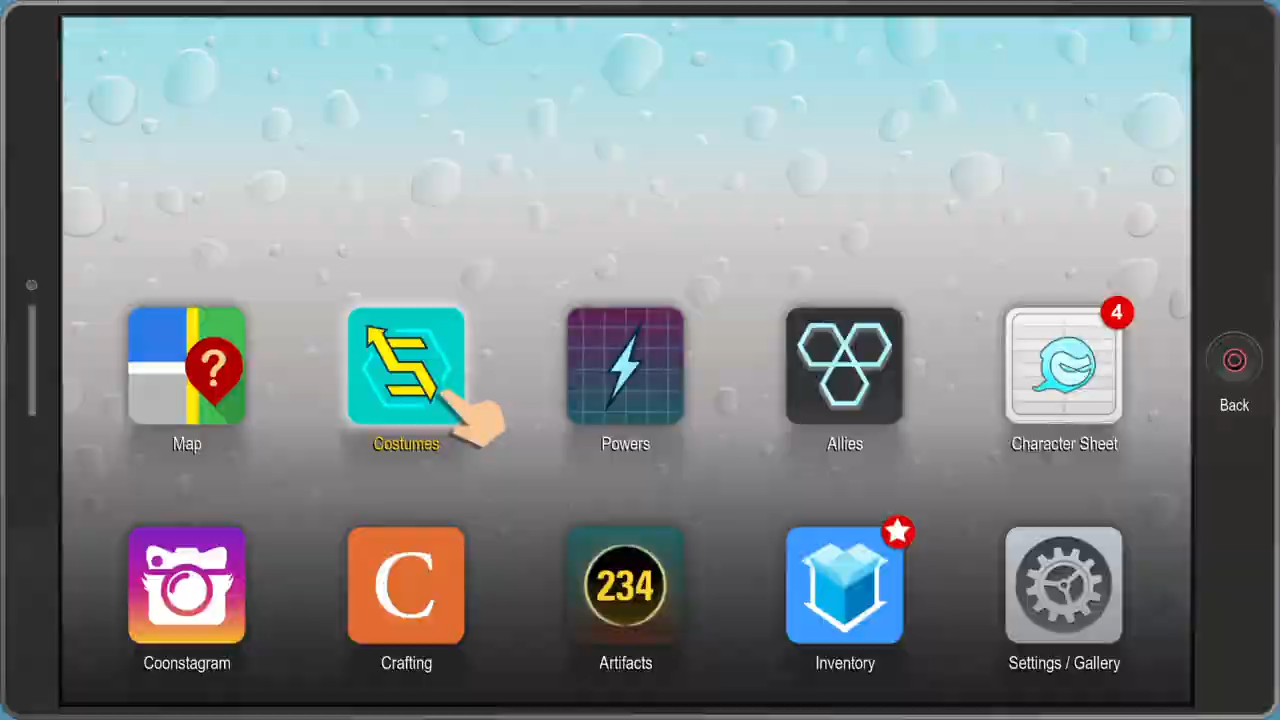 ?
4
Map
Costumes
Powers
Allies
Character Sheet
Back
C
234
Coonstagram
Crafting
Artifacts
Inventory
Settings / Gallery